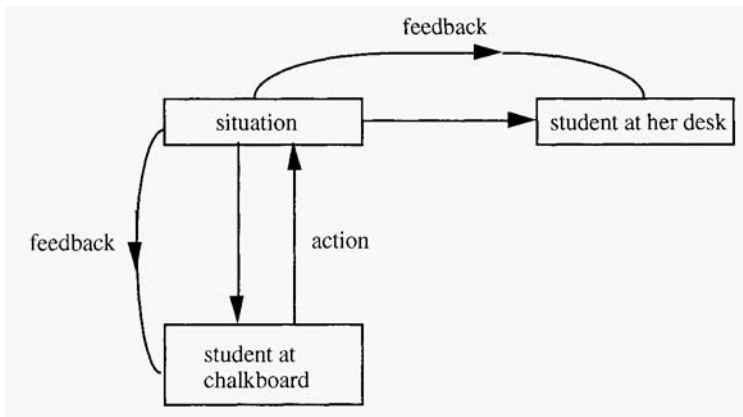 feedback
situation
student at her desk
feedback
action
student at
chalkboard